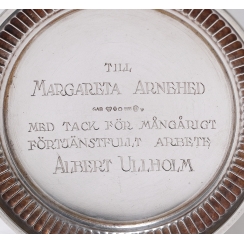 TILL
MARGARETA ARNEHED
MED TACK FÖR MÅNGÅRIGT
FÖRTJÄNSTFULLT ARBETE
ALBERT ULLHOLM